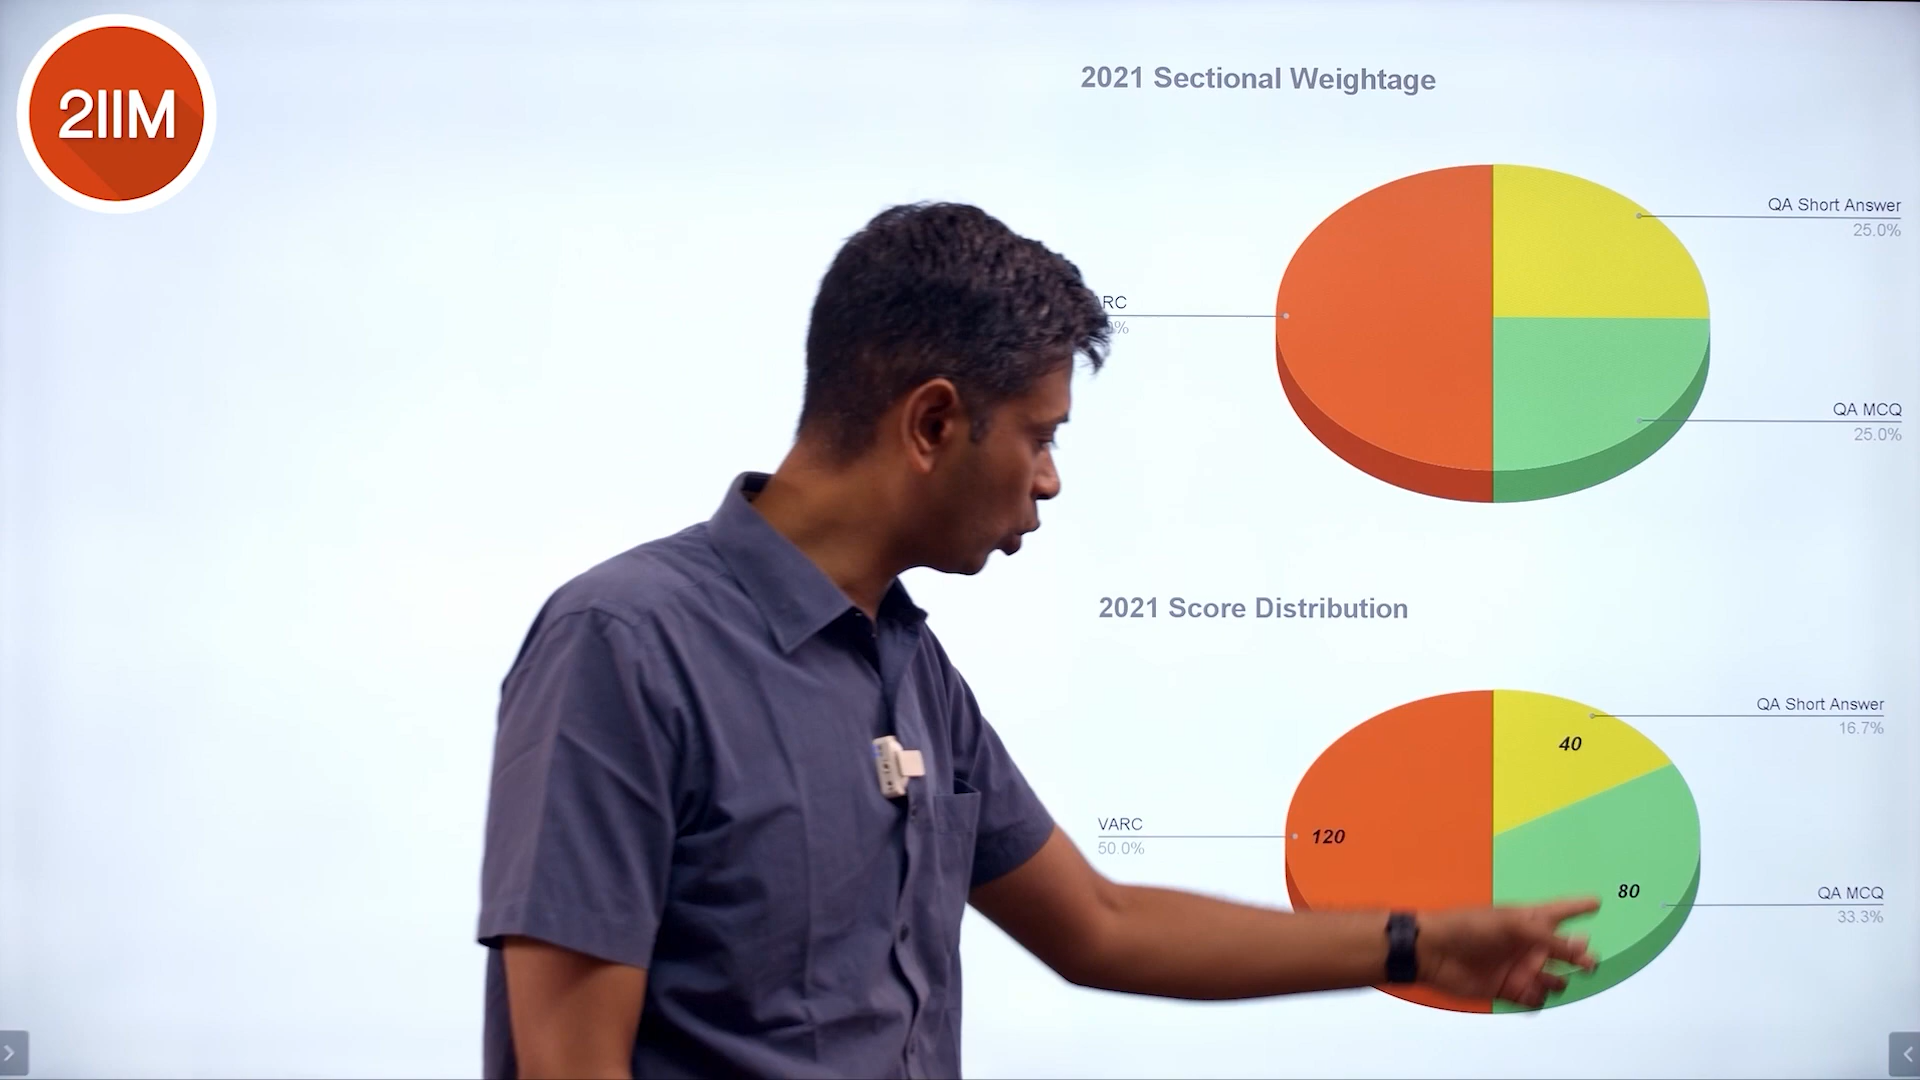 2IIM
2021 Sectional Weightage
QA Short Answer
25.0%
QA MCQ
25.0%
2021 Score Distribution
QA Short Answer
16.7%
40
VARC
50.0%
120
80
QA MCQ
33.3%